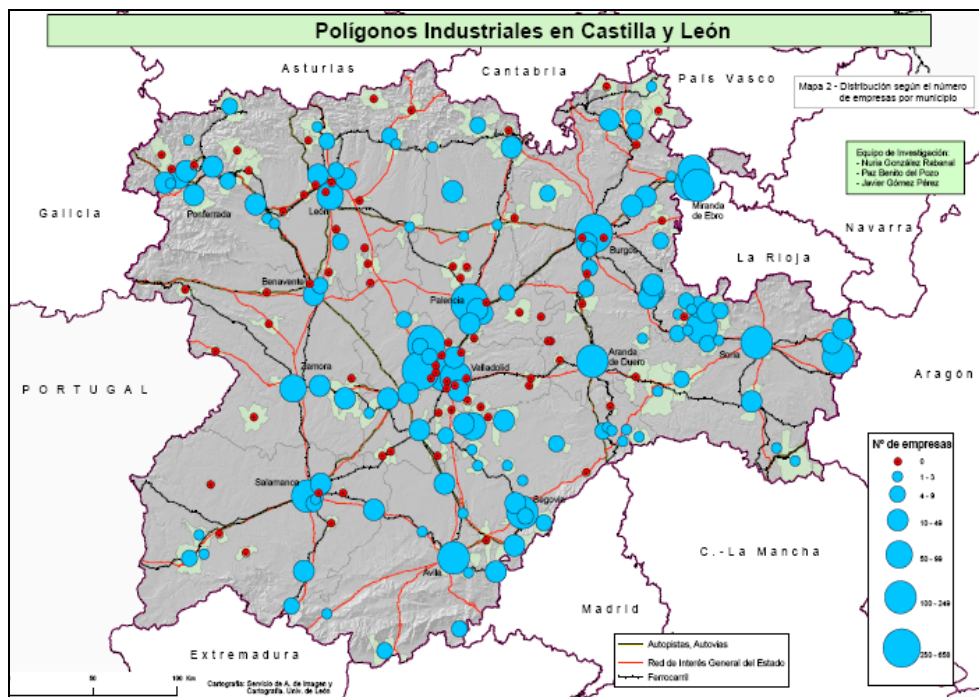 Polígonos Industriales en Castilla y León
Asturias
Cantabria
País Vasco
Mapa 2 - Distribución según el número
de empresas por municipio
Equipo de Investigación:
- Nuria González Rabanal
- Paz Benito del Pozo
- Javier Gómez Pérez
Galicia
Ponferrada
León
Miranda
de Ebro
Navarra
Burgos
La Rioja
Benavente
Palencia
Soria
Aragón
PORTUGAL
Zamora
Valladolid
Aranda
de Duero
Nº de empresas
0
1 - 3
4 - 9
10 - 49
50 - 99
100 - 249
250 - 658
Salamanca
Segovia
C.- La Mancha
Ávila
Madrid
Extremadura
Autopistas, Autovías
Red de Interés General del Estado
Ferrocarril
0
50
100 Km
Cartografía: Servicio de A. de Imagen y
Cartografía. Univ. de León